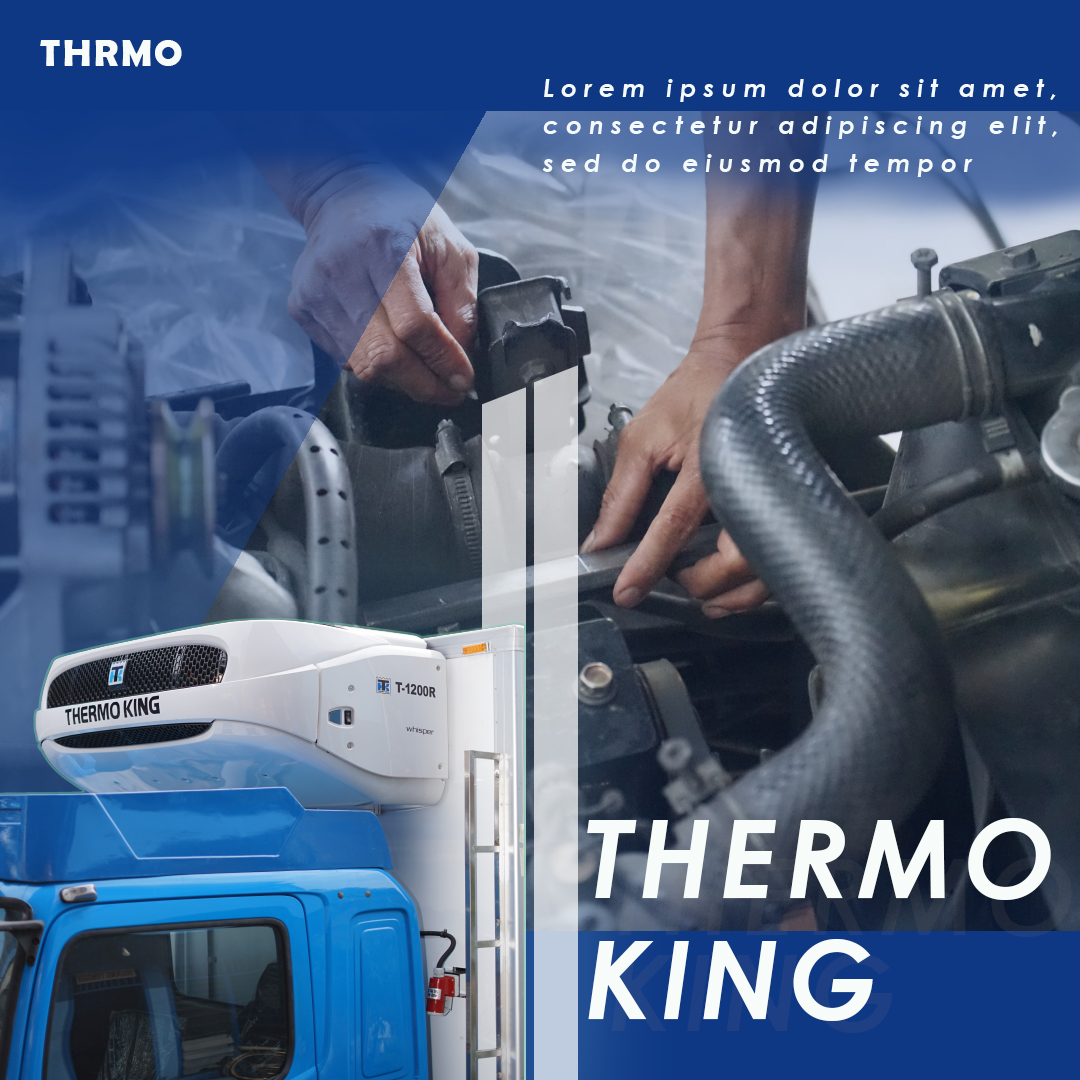 THRMO
Lorem ipsum dolor sit amet,
consectetur adipiscing elit,
sed do eiusmod tempor
THERMO KING
T-1200R
whisper
THERMO
KING